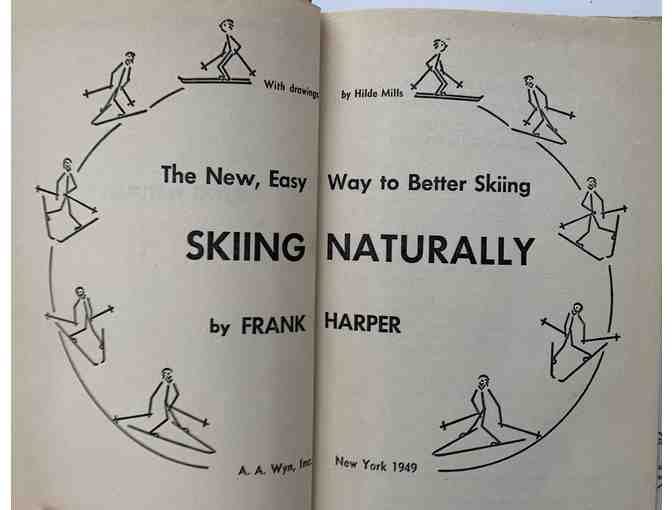 With drawings by Hilde Mills
The New, Easy Way to Better Skiing
SKIING NATURALLY
by FRANK HARPER
A. A. Wyn, Inc. New York 1949